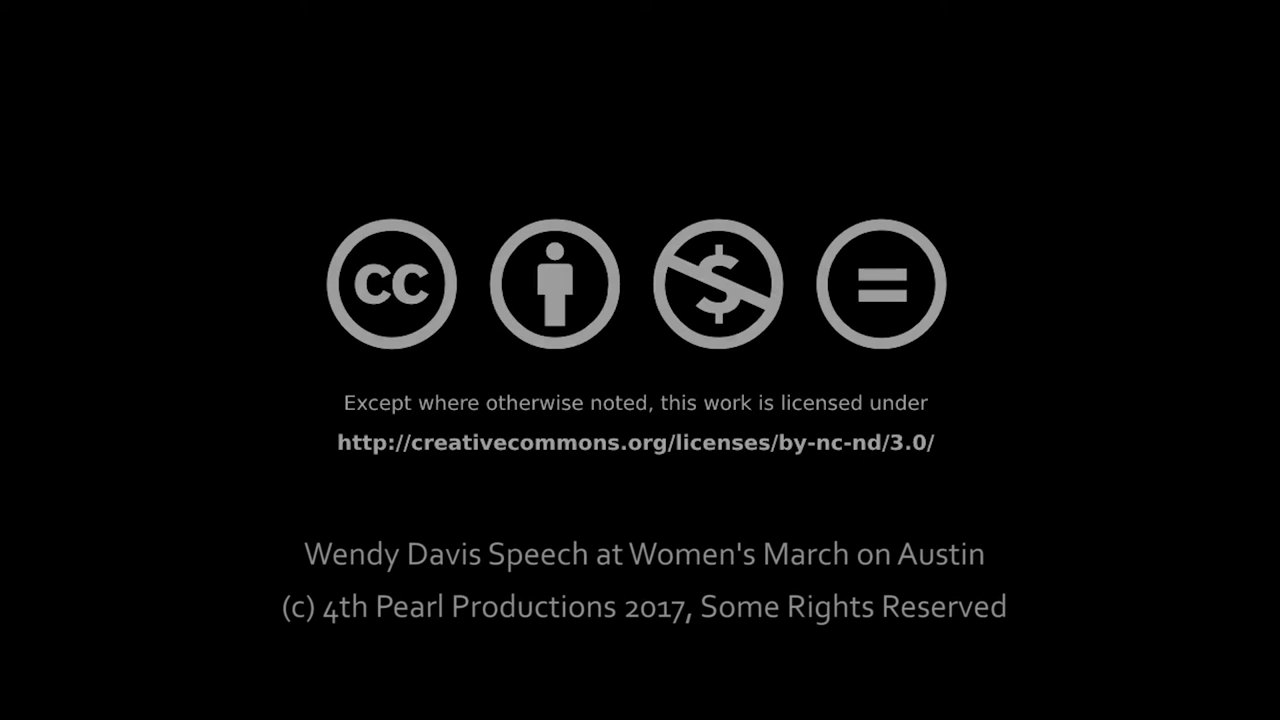 cc
$
=
Except where otherwise noted, this work is licensed under
http://creativecommons.org/licenses/by-nc-nd/3.0/
Wendy Davis Speech at Women's March on Austin
(c) 4th Pearl Productions 2017, Some Rights Reserved